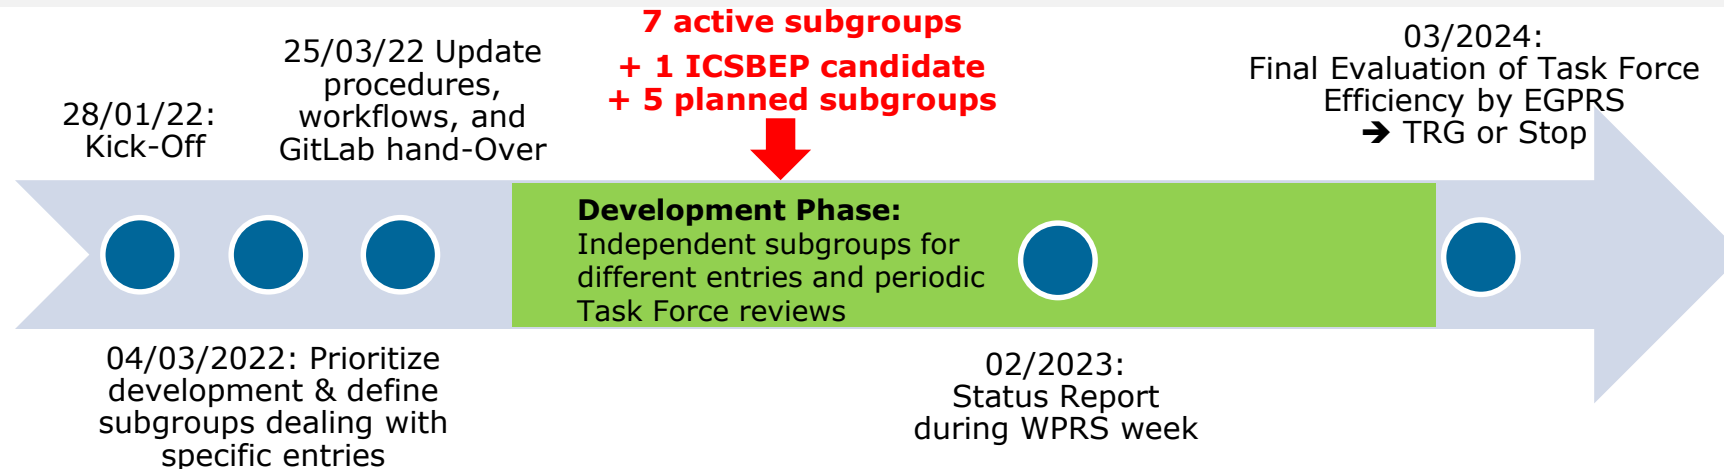 28/01/22:
Kick-Off
25/03/22 Update
procedures,
workflows, and
GitLab hand-Over
7 active subgroups
+ 1 ICSBEP candidate
+ 5 planned subgroups
03/2024:
Final Evaluation of Task Force
Efficiency by EGPRS
➔ TRG or Stop
Development Phase:
Independent subgroups for
different entries and periodic
Task Force reviews
04/03/2022: Prioritize
development & define
subgroups dealing with
specific entries
02/2023:
Status Report
during WPRS week